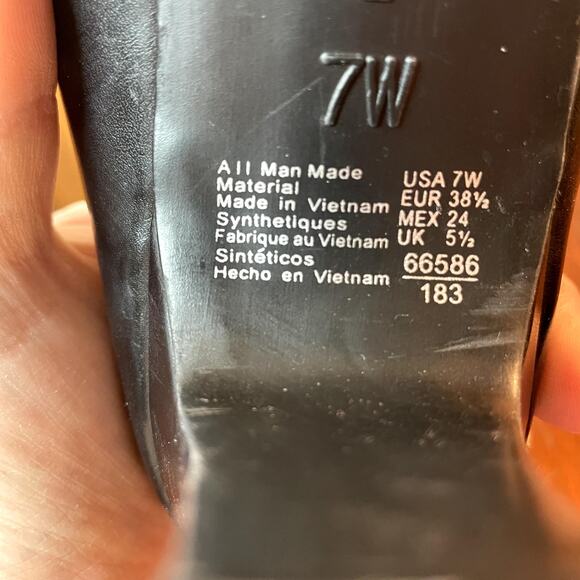 7W
All Man Made
Material
Made in Vietnam
Synthetiques
Fabrique au Vietnam
Sintéticos
Hecho en Vietnam
USA 7W
EUR 38½
MEX 24
UK 5½
66586
183